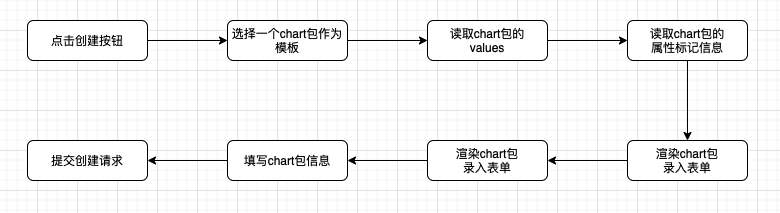 点击创建按钮
选择一个chart包作为
模板
读取chart包的
values
读取chart包的
属性标记信息
渲染chart包
录入表单
渲染chart包
录入表单
填写chart包信息
提交创建请求